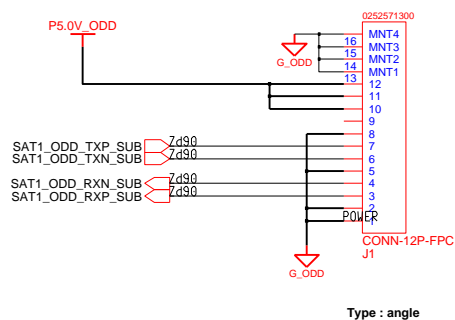 0252571300
P5.0V_ODD
MNT4
16
MNT3
15
MNT2
14
MNT1
13
G_ODD
12
11
10
9
8
SAT1_ODD_TXP_SUB Zd90 7
SAT1_ODD_TXN_SUB Zd90 6
5
SAT1_ODD_RXN_SUB Zd90 4
SAT1_ODD_RXP_SUB Zd90 3
2
POWER
1
CONN-12P-FPC
J1
G_ODD
Type : angle